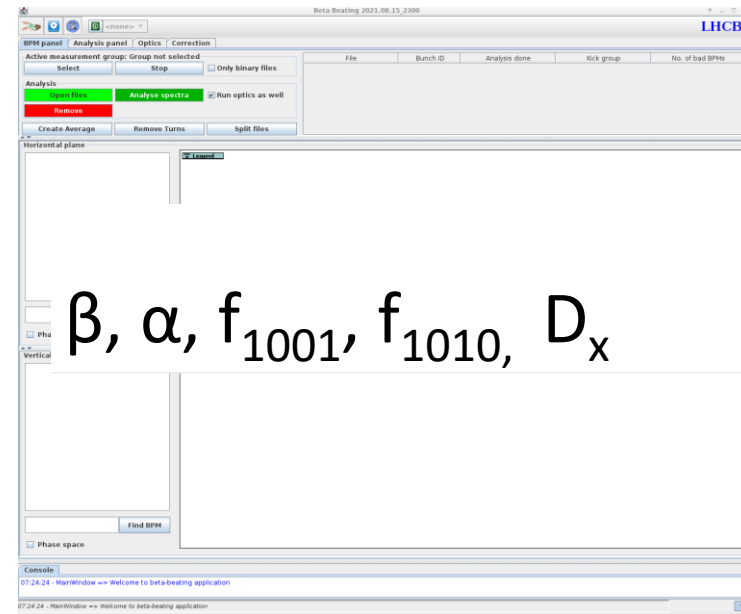 Beta Beating 2021.08.15_2300
<none>
LHCB
BPM panel Analysis panel Optics Correction
Active measurement group: Group not selected
Select Stop Only binary files
Analysis
Open files Analyse spectra Run optics as well
Remove
Create Average Remove Turns Split files
File Bunch ID Analysis done Kick group No. of bad BPMs
Horizontal plane
Legend
β, α, f1001, f1010, Dx
Pha
Vertical
Find BPM
Phase space
Console
07:24:24 - MainWindow => Welcome to beta-beating application
07:24:24 - MainWindow => Welcome to beta-beating application